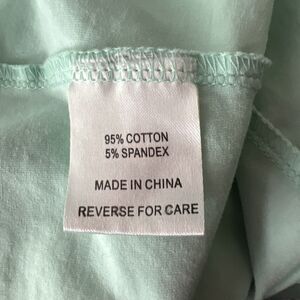 95% COTTON
5% SPANDEX
MADE IN CHINA
REVERSE FOR CARE